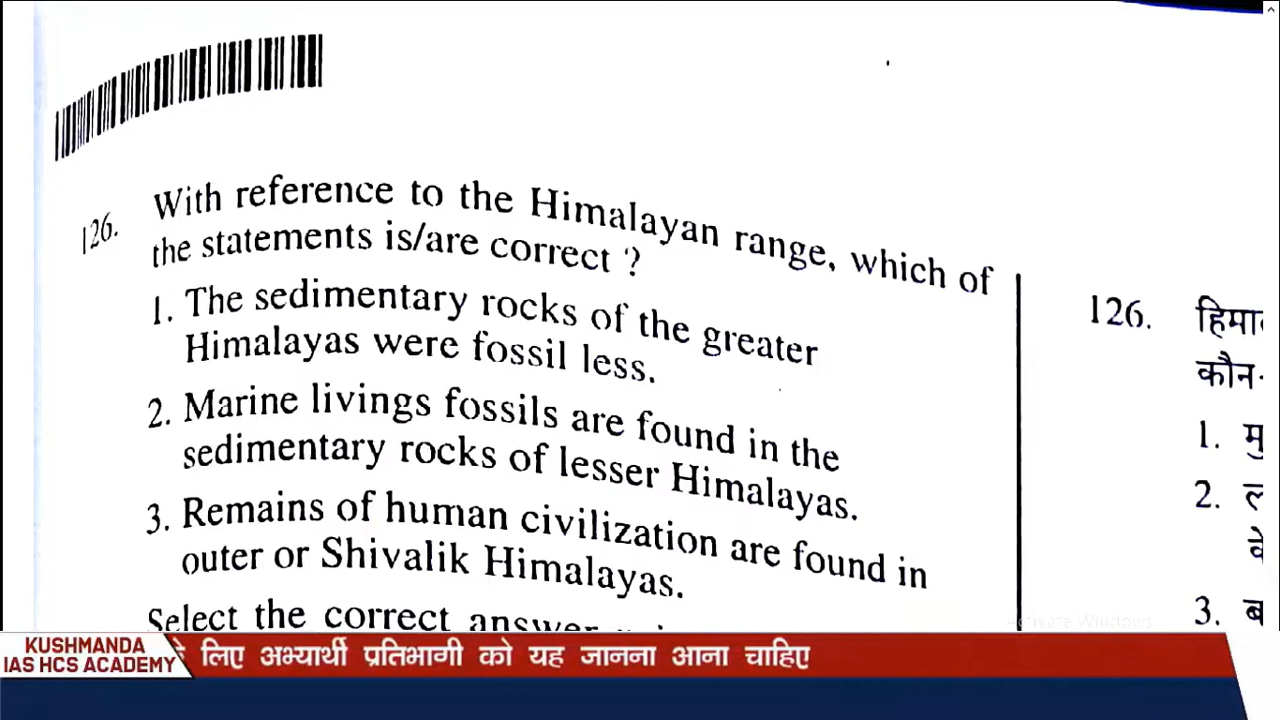 126. With reference to the Himalayan range, which of
the statements is/are correct ?
1. The sedimentary rocks of the greater
Himalayas were fossil less.
2. Marine livings fossils are found in the
sedimentary rocks of lesser Himalayas.
3. Remains of human civilization are found in
outer or Shivalik Himalayas.
Select the correct answer
126.
कौन-
1.
2.
3.
Activate Windows
KUSHMANDA
IAS HCS ACADEMY
लिए अभ्यार्थी प्रतिभागी को यह जानना आना चाहिए